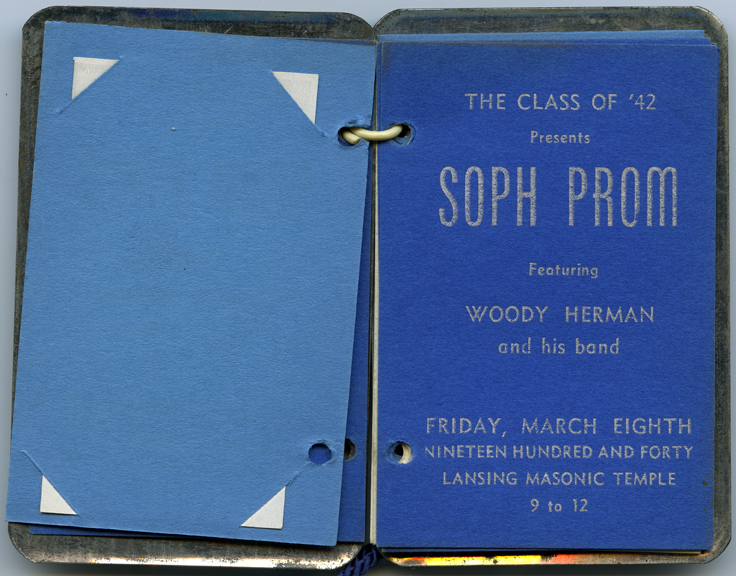 THE CLASS OF '42
Presents
SOPH PROM
Featuring
WOODY HERMAN
and his band
FRIDAY, MARCH EIGHTH
NINETEEN HUNDRED AND FORTY
LANSING MASONIC TEMPLE
9 to 12